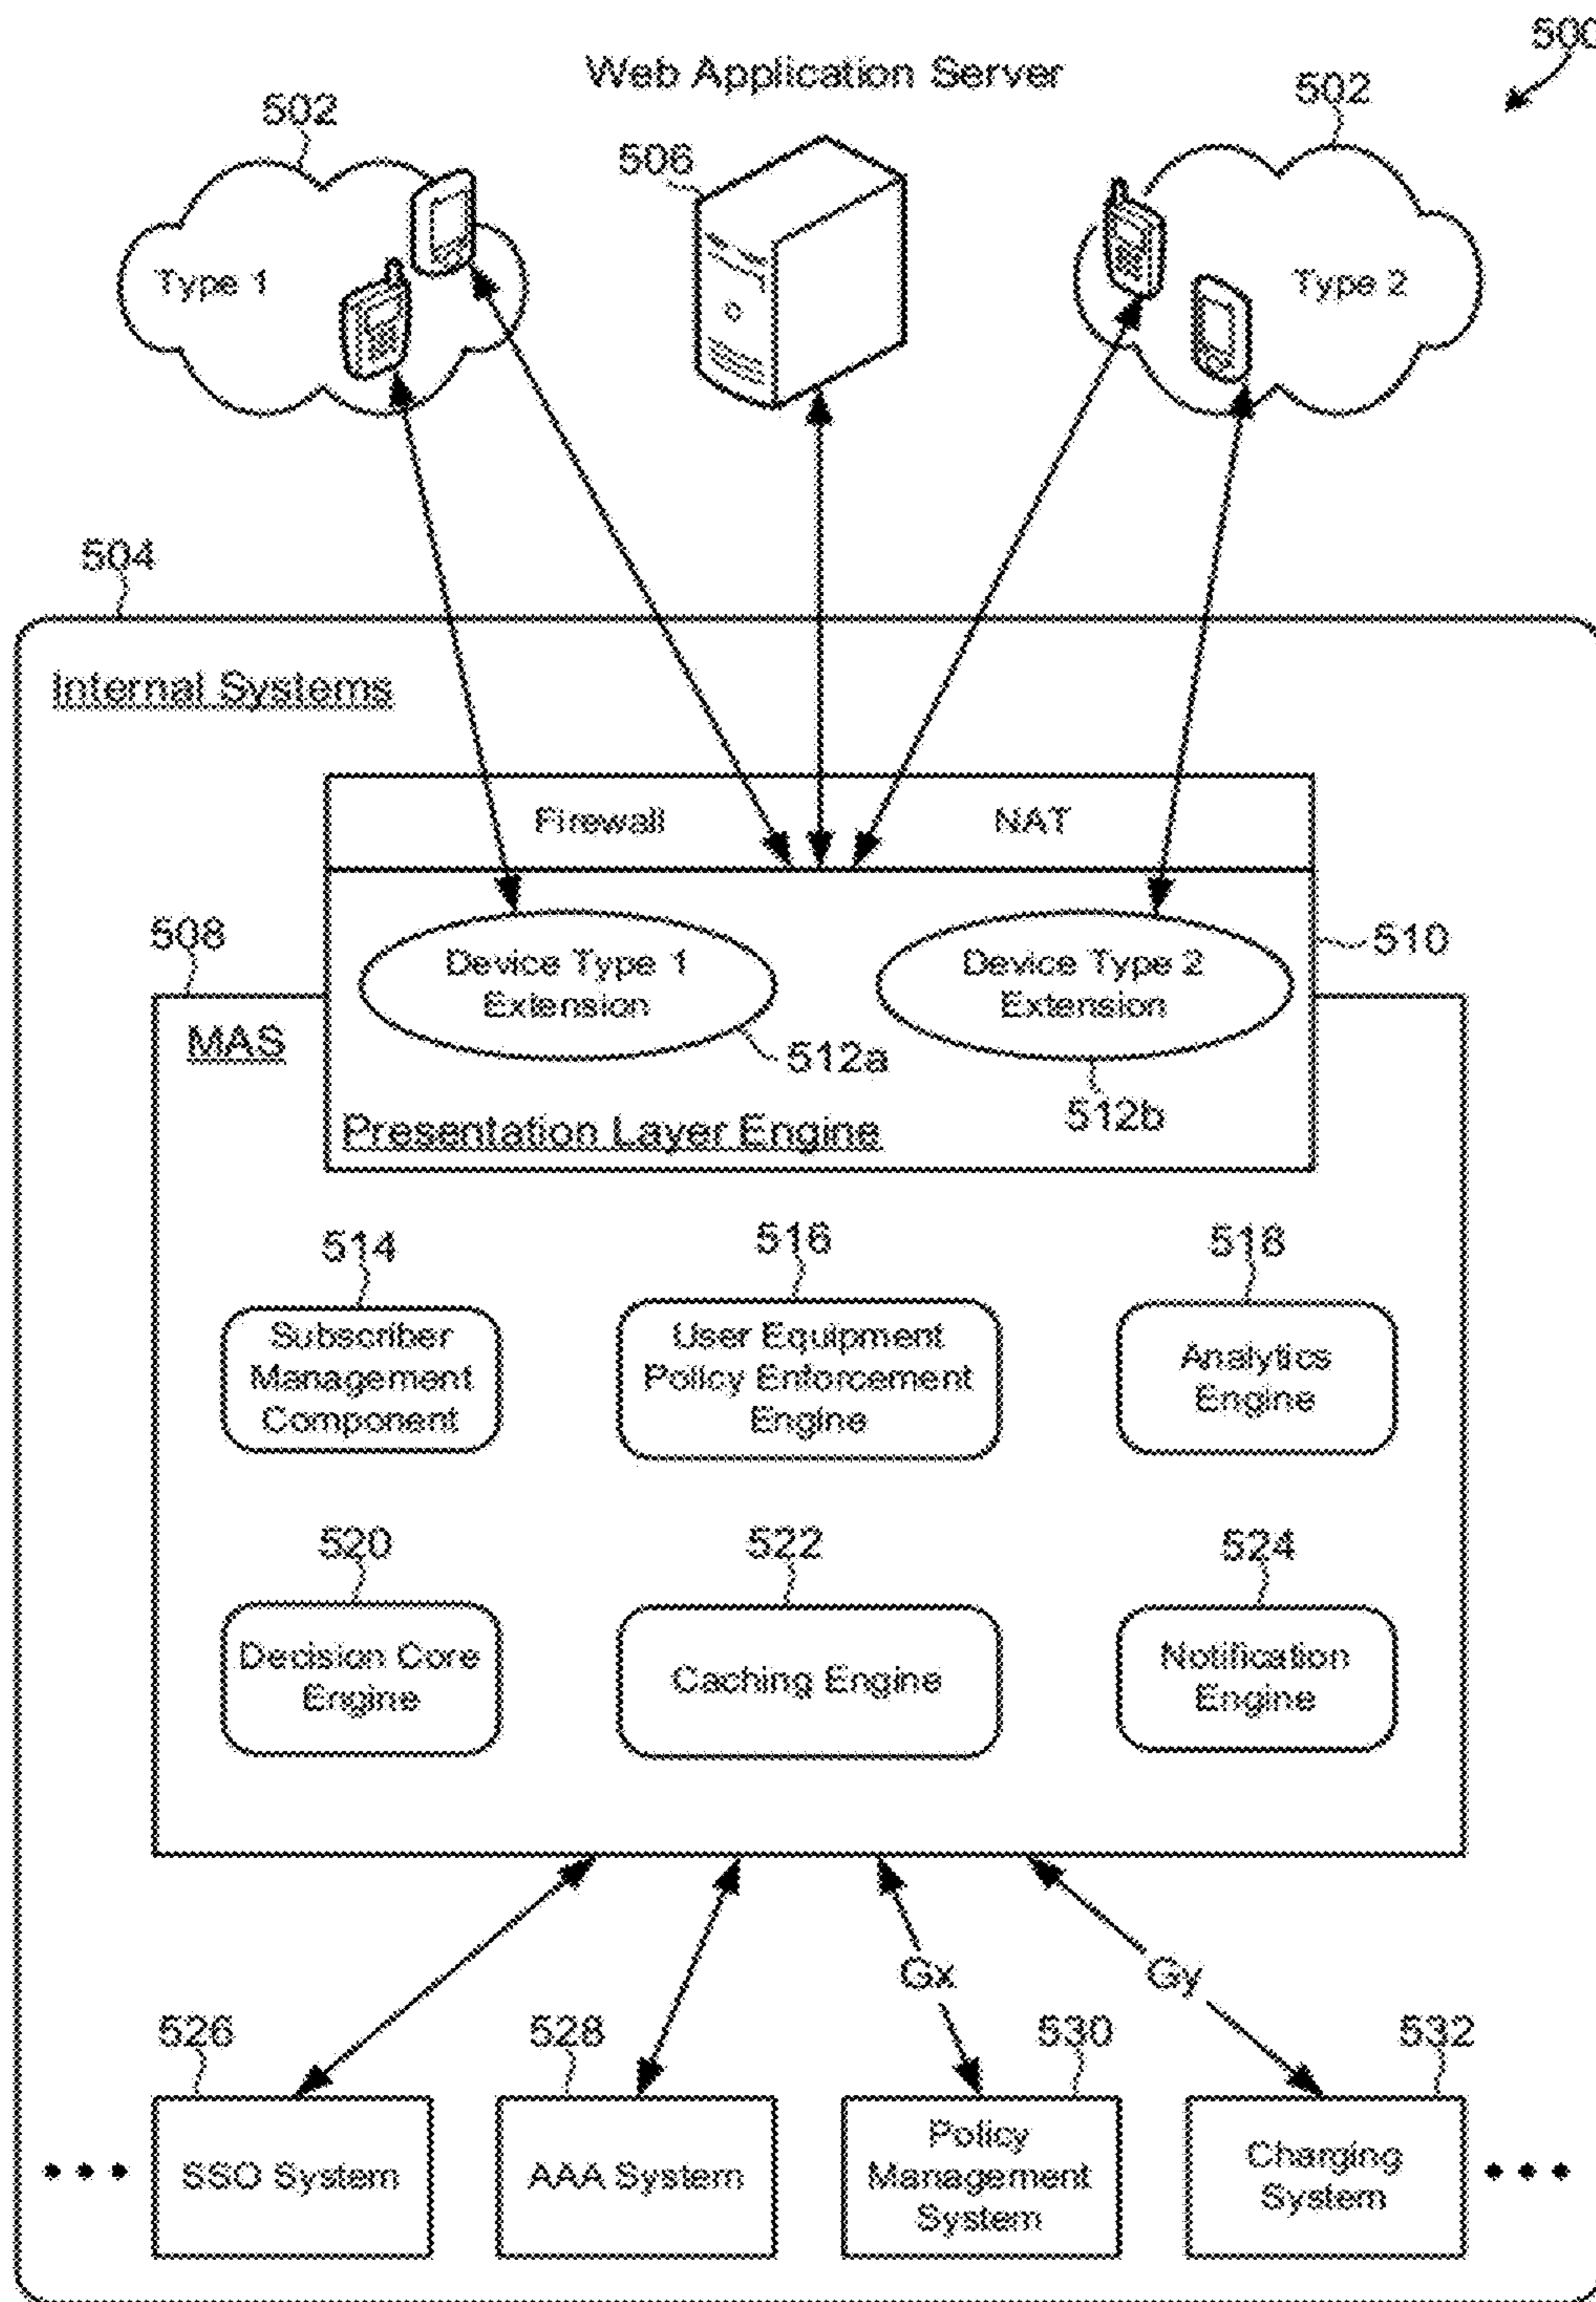 500
Web Application Server
502
502
506
Type 1
Type 2
504
Internal Systems
Firewall
NAT
508
510
Device Type 1
Extension
Device Type 2
Extension
MAS
512a
512b
Presentation Layer Engine
514
516
518
Subscriber
Management
Component
User Equipment
Policy Enforcement
Engine
Analytics
Engine
520
522
524
Decision Core
Engine
Caching Engine
Notification
Engine
Gx
Gy
526
528
530
532
SSO System
AAA System
Policy
Management
System
Charging
System